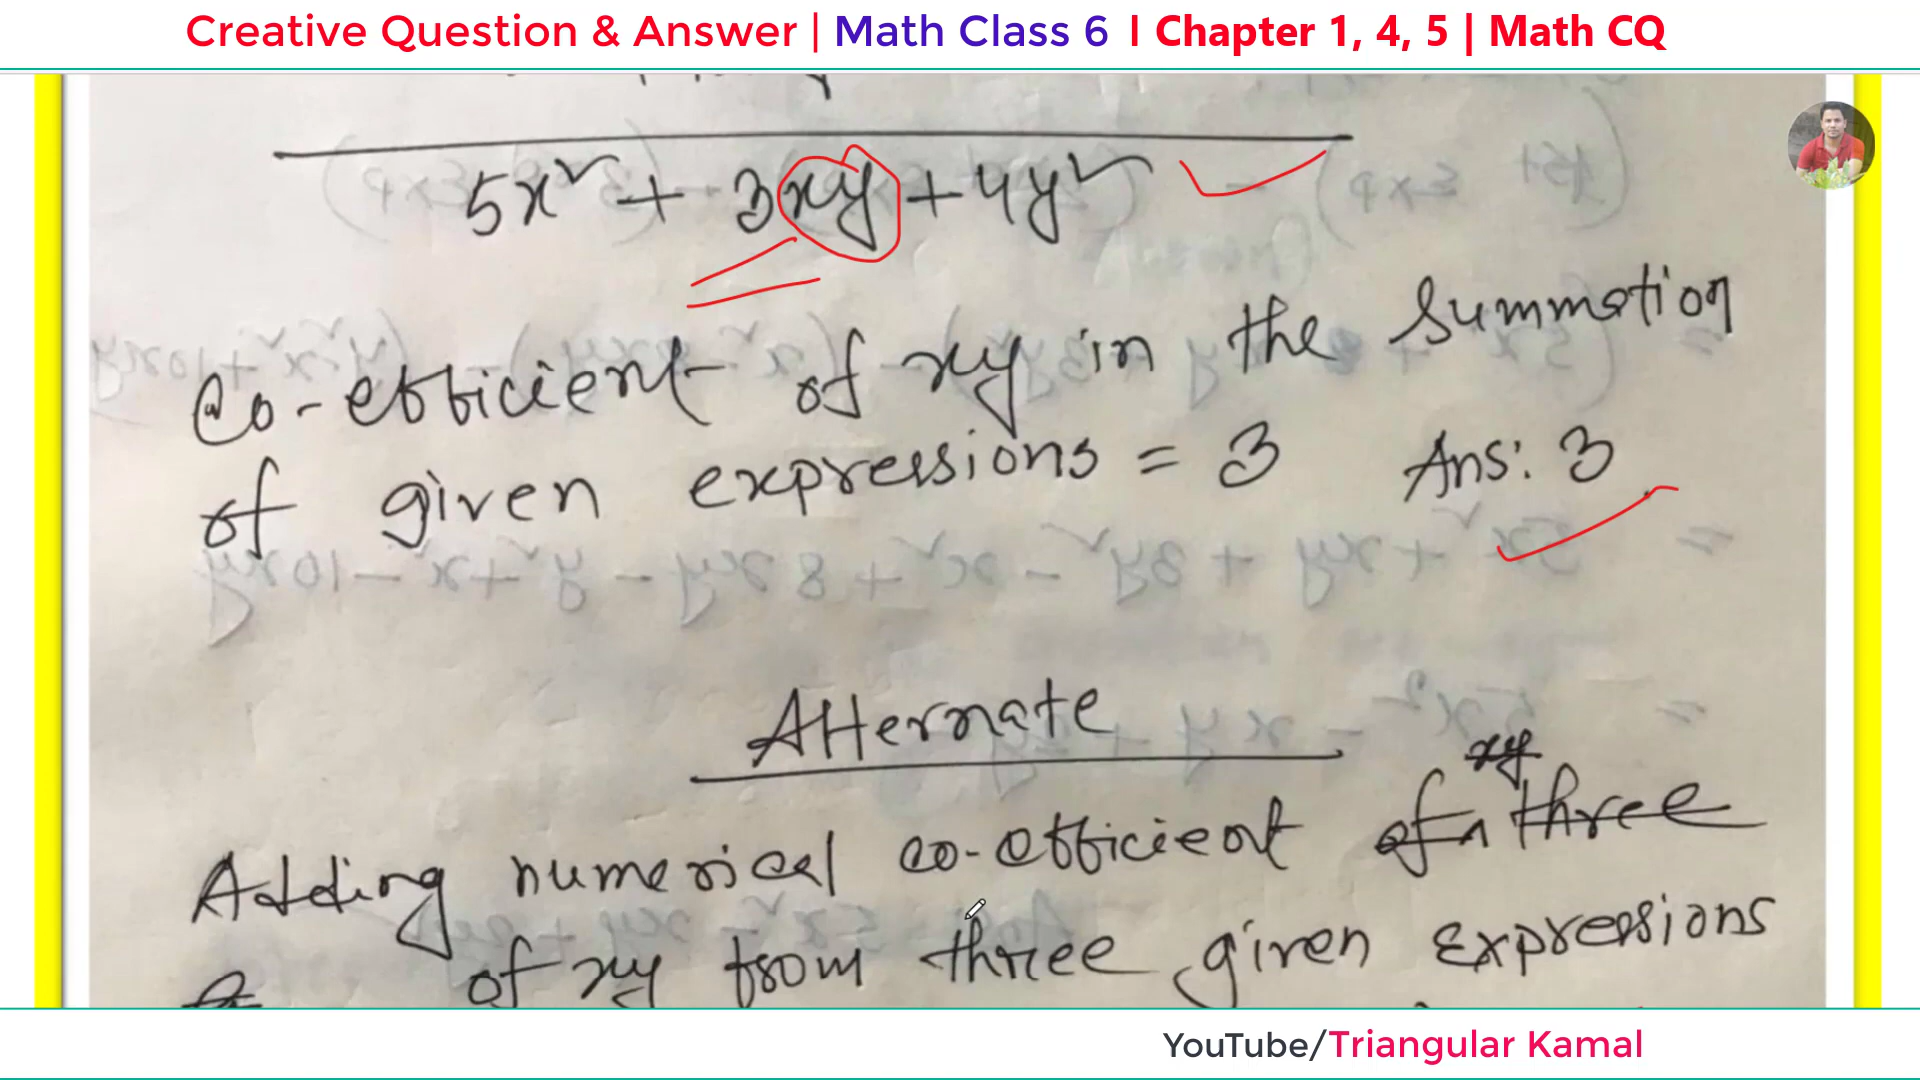 Creative Question & Answer | Math Class 6 I Chapter 1, 4, 5 | Math CQ
5x² + 3xy + 4y²
Co-efficient of xy in the summation
of given expressions = 3 Ans: 3
Alternate
xy
Adding numerical co-efficient of three
of xy from three given expressions
YouTube/Triangular Kamal